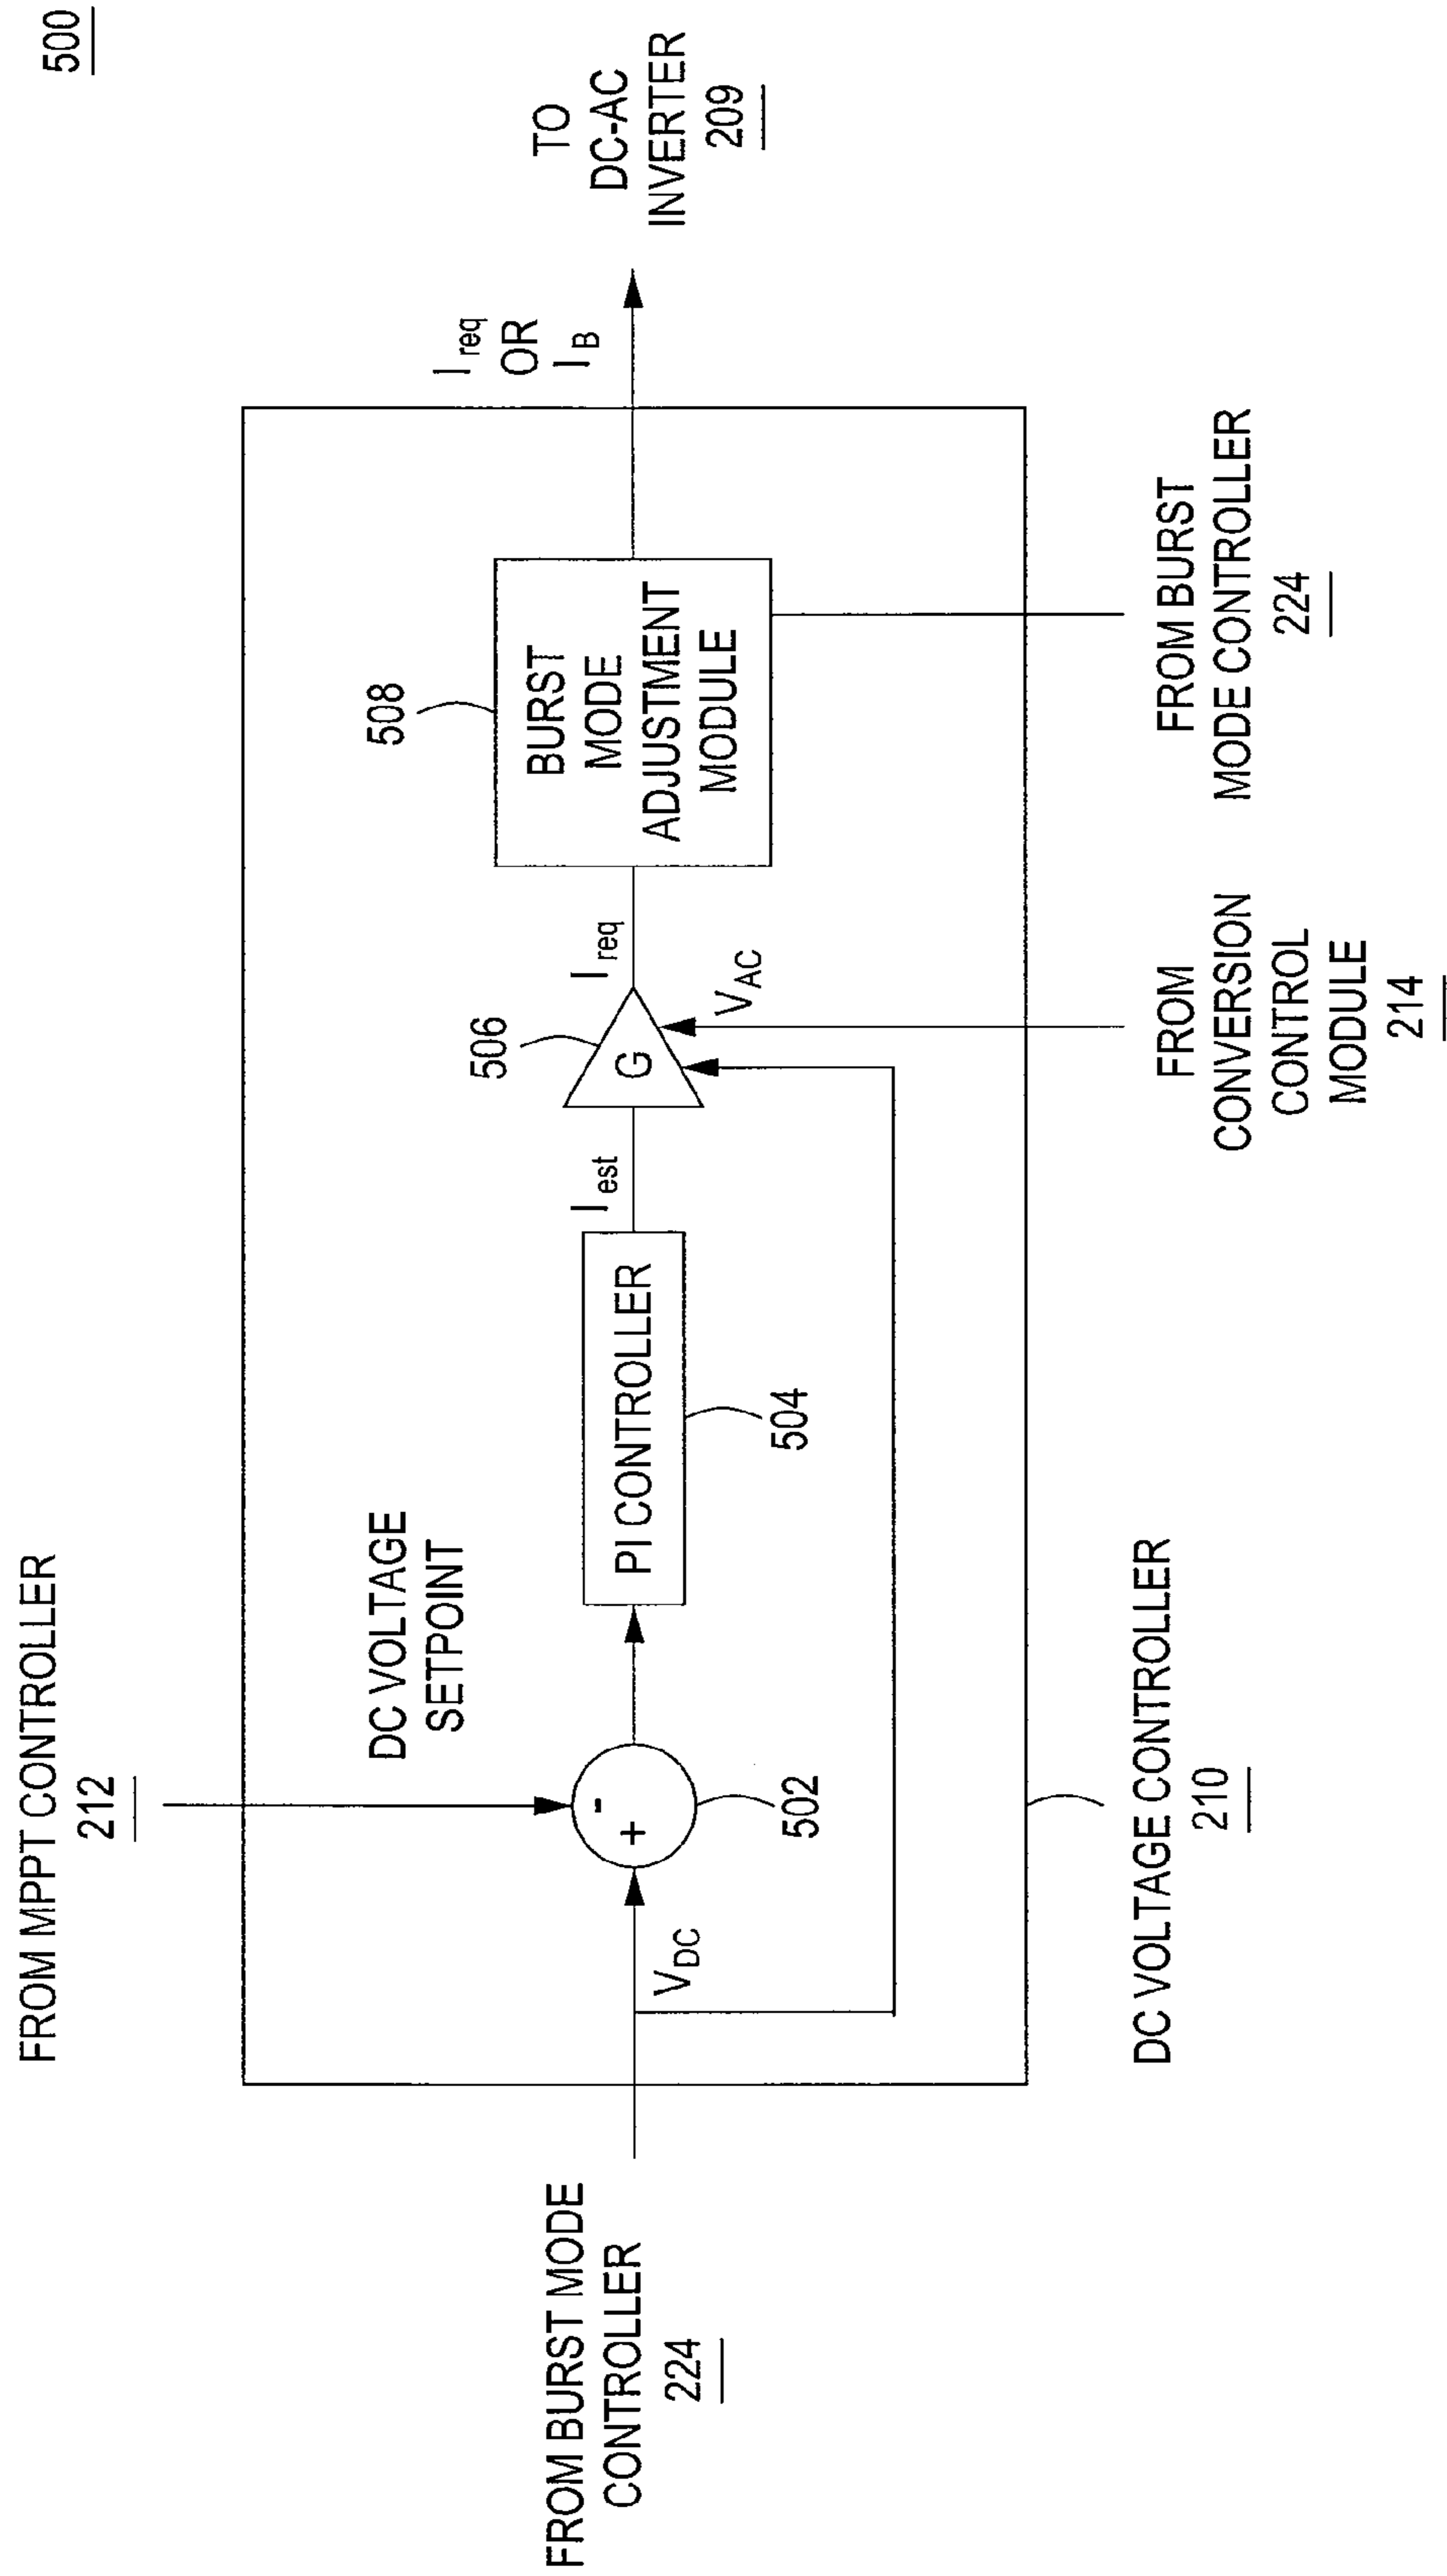 500
FROM MPPT CONTROLLER
212
DC VOLTAGE
SETPOINT
FROM BURST MODE
CONTROLLER
224
V_DC
+
-
502
PI CONTROLLER
504
I_est
G
506
V_AC
I_req
508
BURST
MODE
ADJUSTMENT
MODULE
I_req
OR
I_B
TO
DC-AC
INVERTER
209
DC VOLTAGE CONTROLLER
210
FROM
CONVERSION
CONTROL
MODULE
214
FROM BURST
MODE CONTROLLER
224